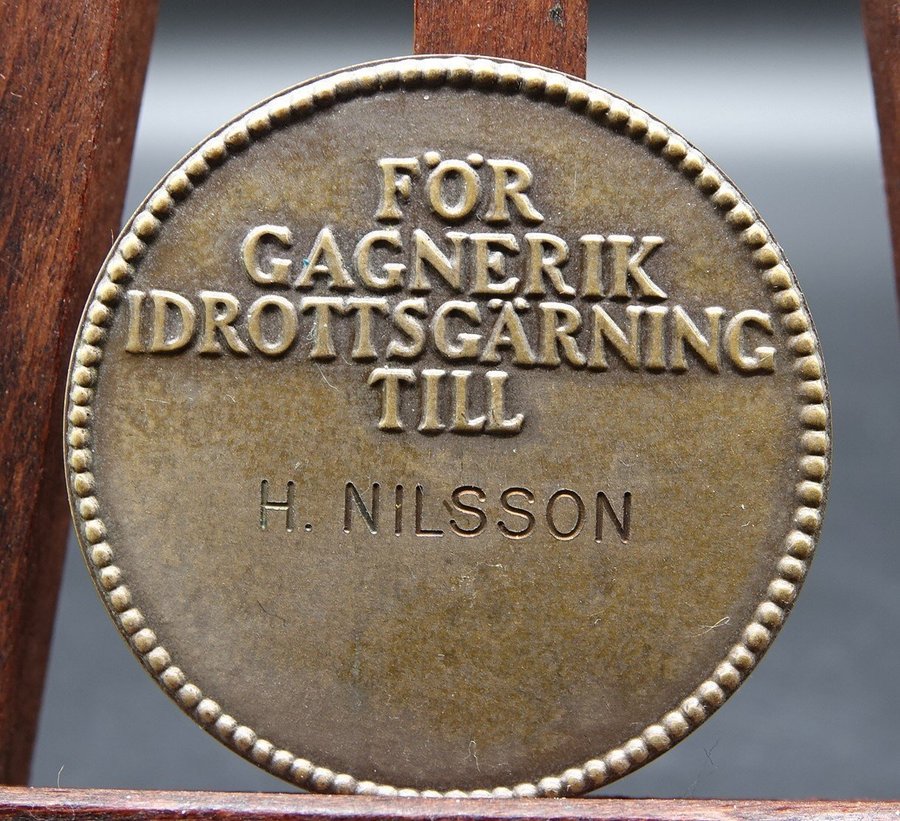 FÖR
GAGNERIK
IDROTTSGÄRNING
TILL
H. NILSSON